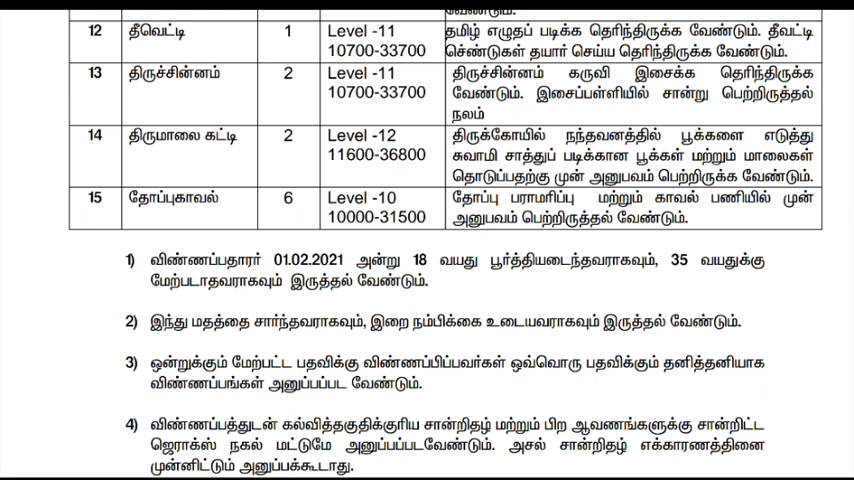 வேண்டும்.
12 தீவெட்டி 1 Level -11 தமிழ் எழுதப் படிக்க தெரிந்திருக்க வேண்டும். தீவட்டி
10700-33700 செண்டுகள் தயார் செய்ய தெரிந்திருக்க வேண்டும்.
13 திருச்சின்னம் 2 Level -11 திருச்சின்னம் கருவி இசைக்க தெரிந்திருக்க
10700-33700 வேண்டும். இசைப்பள்ளியில் சான்று பெற்றிருத்தல்
நலம்
14 திருமாலை கட்டி 2 Level -12 திருக்கோயில் நந்தவனத்தில் பூக்களை எடுத்து
11600-36800 சுவாமி சாத்துப் படிக்கான பூக்கள் மற்றும் மாலைகள்
தொடுப்பதற்கு முன் அனுபவம் பெற்றிருக்க வேண்டும்.
15 தோப்புகாவல் 6 Level -10 தோப்பு பராமரிப்பு மற்றும் காவல் பணியில் முன்
10000-31500 அனுபவம் பெற்றிருத்தல் வேண்டும்.
1) விண்ணப்பதாரர் 01.02.2021 அன்று 18 வயது பூர்த்தியடைந்தவராகவும், 35 வயதுக்கு
மேற்படாதவராகவும் இருத்தல் வேண்டும்.
2) இந்து மதத்தை சார்ந்தவராகவும், இறை நம்பிக்கை உடையவராகவும் இருத்தல் வேண்டும்.
3) ஒன்றுக்கும் மேற்பட்ட பதவிக்கு விண்ணப்பிப்பவர்கள் ஒவ்வொரு பதவிக்கும் தனித்தனியாக
விண்ணப்பங்கள் அனுப்பப்பட வேண்டும்.
4) விண்ணப்பத்துடன் கல்வித்தகுதிக்குரிய சான்றிதழ் மற்றும் பிற ஆவணங்களுக்கு சான்றிட்ட
ஜெராக்ஸ் நகல் மட்டுமே அனுப்பப்படவேண்டும். அசல் சான்றிதழ் எக்காரணத்தினை
முன்னிட்டும் அனுப்பக்கூடாது.